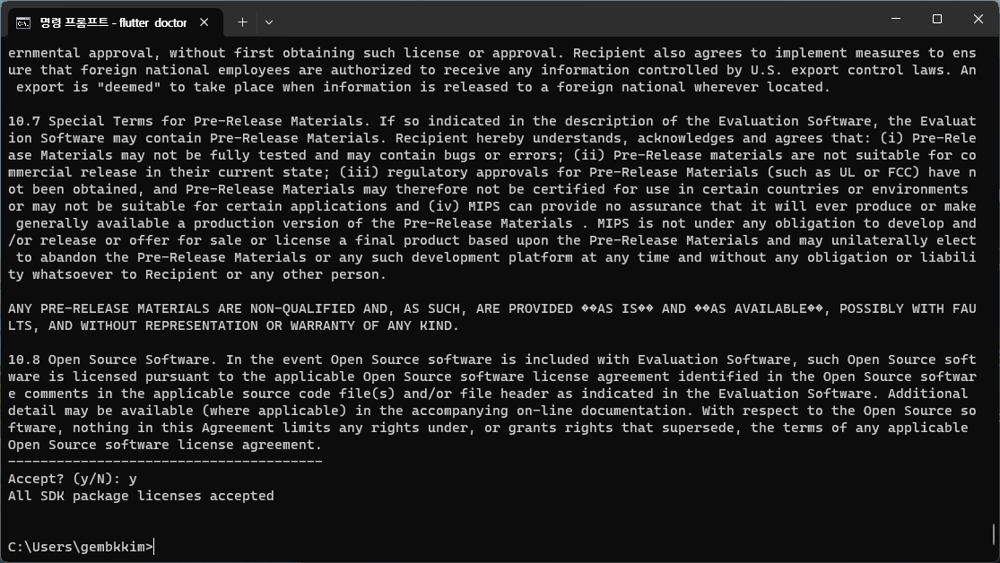 명령 프롬프트 - flutter doctor
ernmental approval, without first obtaining such license or approval. Recipient also agrees to implement measures to ens
ure that foreign national employees are authorized to receive any information controlled by U.S. export control laws. An
 export is "deemed" to take place when information is released to a foreign national wherever located.

10.7 Special Terms for Pre-Release Materials. If so indicated in the description of the Evaluation Software, the Evaluat
ion Software may contain Pre-Release Materials. Recipient hereby understands, acknowledges and agrees that: (i) Pre-Rele
ase Materials may not be fully tested and may contain bugs or errors; (ii) Pre-Release materials are not suitable for co
mmercial release in their current state; (iii) regulatory approvals for Pre-Release Materials (such as UL or FCC) have n
ot been obtained, and Pre-Release Materials may therefore not be certified for use in certain countries or environments
or may not be suitable for certain applications and (iv) MIPS can provide no assurance that it will ever produce or make
 generally available a production version of the Pre-Release Materials . MIPS is not under any obligation to develop and
/or release or offer for sale or license a final product based upon the Pre-Release Materials and may unilaterally elect
 to abandon the Pre-Release Materials or any such development platform at any time and without any obligation or liabili
ty whatsoever to Recipient or any other person.

ANY PRE-RELEASE MATERIALS ARE NON-QUALIFIED AND, AS SUCH, ARE PROVIDED ��AS IS�� AND ��AS AVAILABLE��, POSSIBLY WITH FAU
LTS, AND WITHOUT REPRESENTATION OR WARRANTY OF ANY KIND.

10.8 Open Source Software. In the event Open Source software is included with Evaluation Software, such Open Source soft
ware is licensed pursuant to the applicable Open Source software license agreement identified in the Open Source softwar
e comments in the applicable source code file(s) and/or file header as indicated in the Evaluation Software. Additional
detail may be available (where applicable) in the accompanying on-line documentation. With respect to the Open Source so
ftware, nothing in this Agreement limits any rights under, or grants rights that supersede, the terms of any applicable
Open Source software license agreement.
---------------------------------------
Accept? (y/N): y
All SDK package licenses accepted

C:\Users\gembkkim>